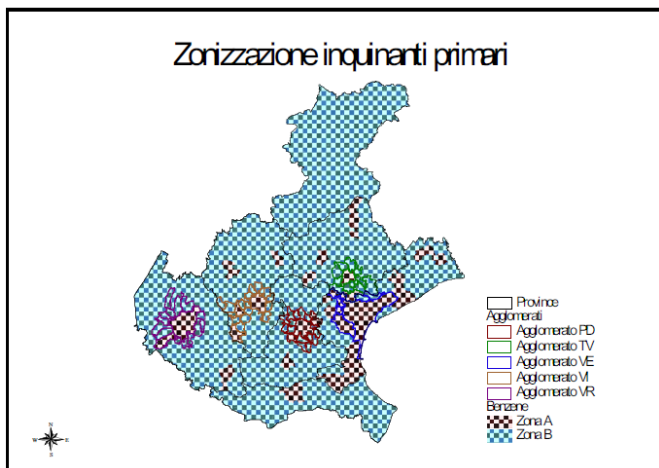 Zonizzazione inquinanti primari
Province
Agglomerati
Agglomerato PD
Agglomerato TV
Agglomerato VE
Agglomerato VI
Agglomerato VR
Benzene
Zona A
Zona B
N
W E
S